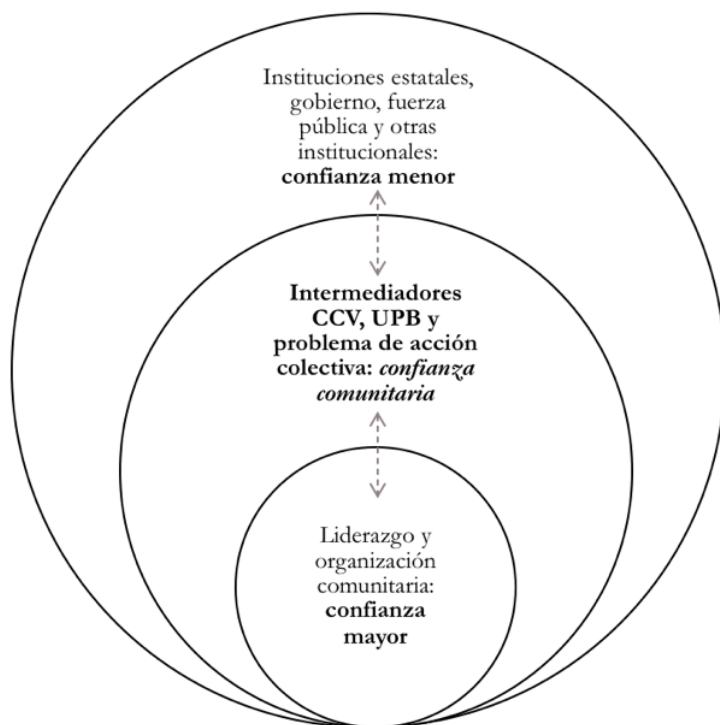 Instituciones estatales,
gobierno, fuerza
pública y otras
institucionales:
confianza menor
Intermediadores
CCV, UPB y
problema de acción
colectiva: confianza
comunitaria
Liderazgo y
organización
comunitaria:
confianza
mayor